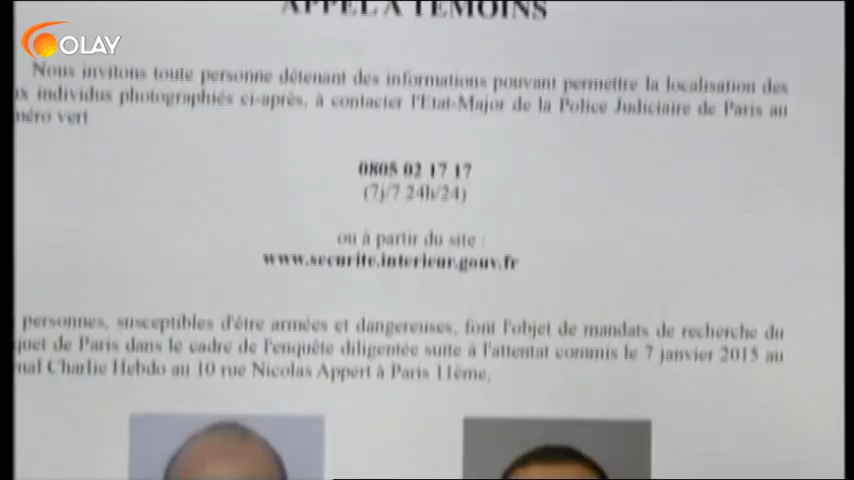 APPEL A TEMOINS
OLAY
Nous invitons toute personne détenant des informations pouvant permettre la localisation des
x individus photographiés ci-après, à contacter l'Etat-Major de la Police Judiciaire de Paris au
méro vert
0805 02 17 17
(7j/7 24h/24)
ou à partir du site :
www.securite.interieur.gouv.fr
personnes, susceptibles d'être armées et dangereuses, font l'objet de mandats de recherche du
quet de Paris dans le cadre de l'enquête diligentée suite à l'attentat commis le 7 janvier 2015 au
nal Charlie Hebdo au 10 rue Nicolas Appert à Paris 11ème.